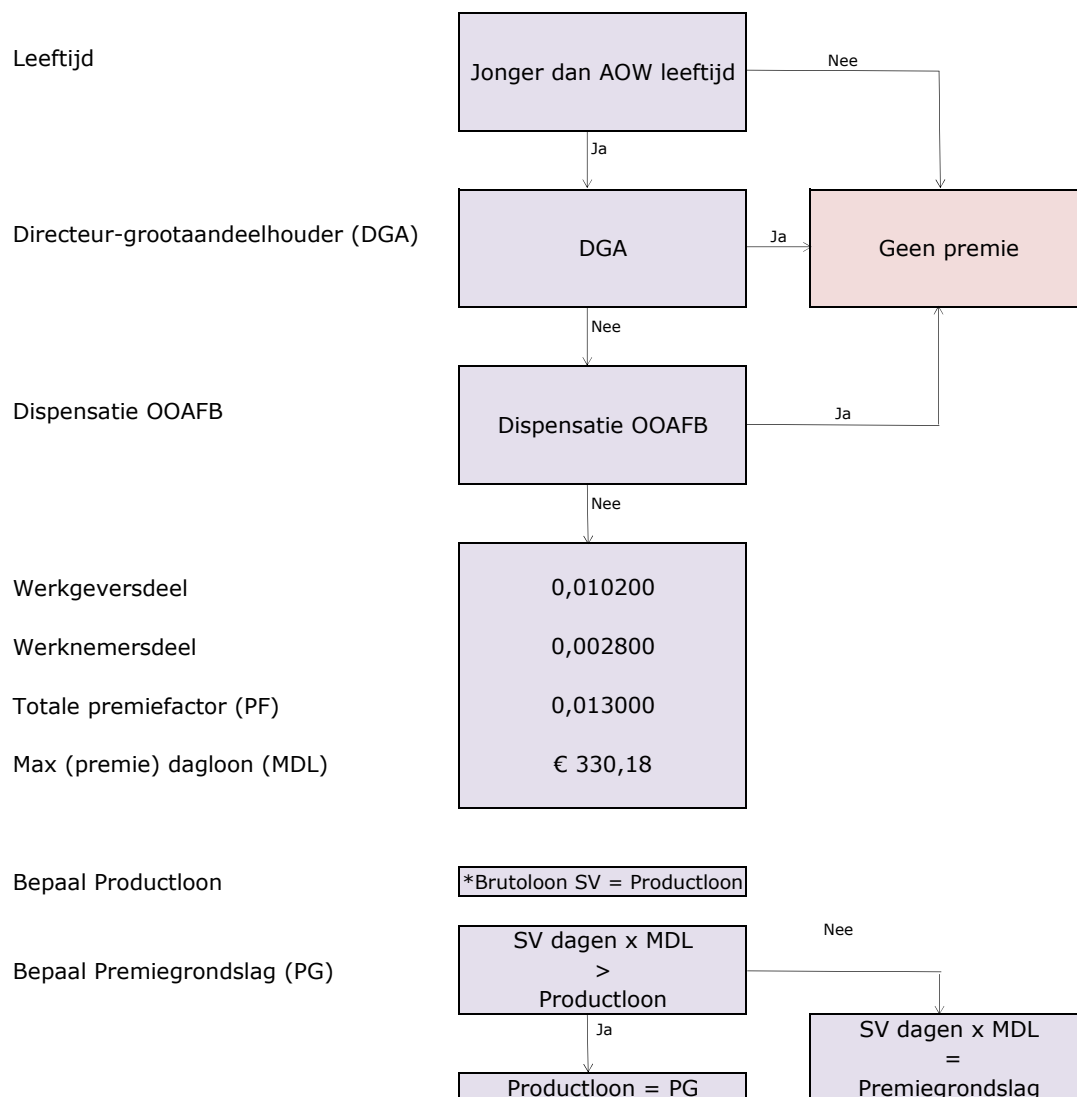 Leeftijd
Jonger dan AOW leeftijd
Nee
Ja
Directeur-grootaandeelhouder (DGA)
DGA
Ja
Geen premie
Nee
Dispensatie OOAFB
Dispensatie OOAFB
Ja
Nee
Werkgeversdeel
0,010200
Werknemersdeel
0,002800
Totale premiefactor (PF)
0,013000
Max (premie) dagloon (MDL)
€ 330,18
Bepaal Productloon
*Brutoloon SV = Productloon
Bepaal Premiegrondslag (PG)
SV dagen x MDL
>
Productloon
Nee
Ja
SV dagen x MDL
=
Premiegrondslag
Productloon = PG